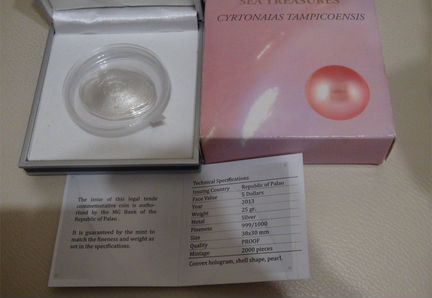 SEA TREASURES
CYRTONAIAS TAMPICOENSIS
The issue of this legal tende
commemorative coin is autho-
rised by the MG Bank of the
Republic of Palau.
It is guaranteed by the mint to
match the fineness and weight as
set in the specifications.
Technical Specifications
Issuing Country Republic of Palau
Face Value 5 Dollars
Year 2013
Weight 25 gr.
Metal Silver
Fineness 999/1000
Size 38x30 mm
Quality PROOF
Mintage 2000 pieces
Convex hologram, shell shape, pearl.